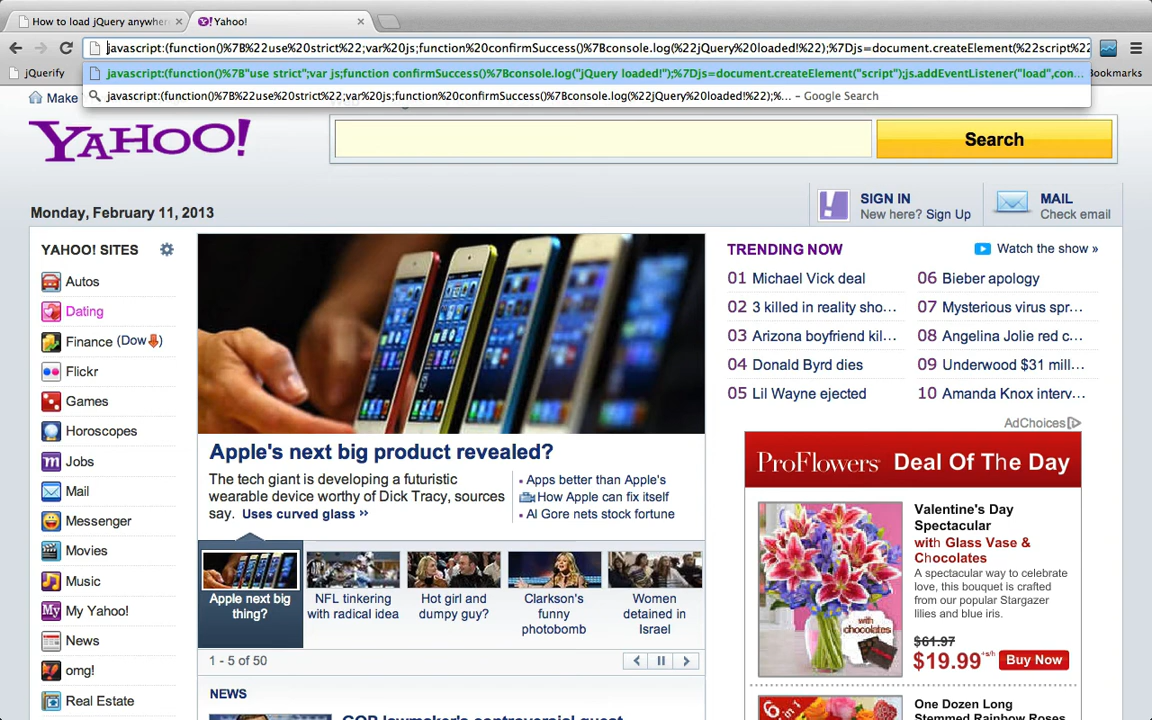 How to load jQuery anywher
Yahoo!
javascript:(function()%7B%22use%20strict%22;var%20js;function%20confirmSuccess()%7Bconsole.log(%22jQuery%20loaded!%22);%7Djs=document.createElement(%22script%22
jQuerify
javascript:(function()%7B"use strict";var js;function confirmSuccess()%7Bconsole.log("jQuery loaded!");%7Djs=document.createElement("script");js.addEventListener("load",con...
Bookmarks
javascript:(function()%7B%22use%20strict%22;var%20js;function%20confirmSuccess()%7Bconsole.log(%22jQuery%20loaded!%22);%... – Google Search
Make
YAHOO!
Search
Monday, February 11, 2013
SIGN IN
New here? Sign Up
MAIL
Check email
YAHOO! SITES
Autos
Dating
Finance (Dow)
Flickr
Games
Horoscopes
Jobs
Mail
Messenger
Movies
Music
My Yahoo!
News
omg!
Real Estate
Apple's next big product revealed?
The tech giant is developing a futuristic
wearable device worthy of Dick Tracy, sources
say. Uses curved glass »
Apps better than Apple's
How Apple can fix itself
Al Gore nets stock fortune
Apple next big
thing?
NFL tinkering
with radical idea
Hot girl and
dumpy guy?
Clarkson's
funny
photobomb
Women
detained in
Israel
1 - 5 of 50
NEWS
TRENDING NOW
Watch the show »
01 Michael Vick deal
02 3 killed in reality sho...
03 Arizona boyfriend kil...
04 Donald Byrd dies
05 Lil Wayne ejected
06 Bieber apology
07 Mysterious virus spr...
08 Angelina Jolie red c...
09 Underwood $31 mill...
10 Amanda Knox interv...
AdChoices
PROFLOWERS Deal Of The Day
Valentine's Day
Spectacular
with Glass Vase &
Chocolates
A spectacular way to celebrate
love, this bouquet is crafted
from our popular Stargazer
lilies and blue iris.
with
chocolates
$61.97
$19.99 +s/h
Buy Now
6 in 1
One Dozen Long
Stemmed Rainbow Roses
GOP lawmaker's controversial guest